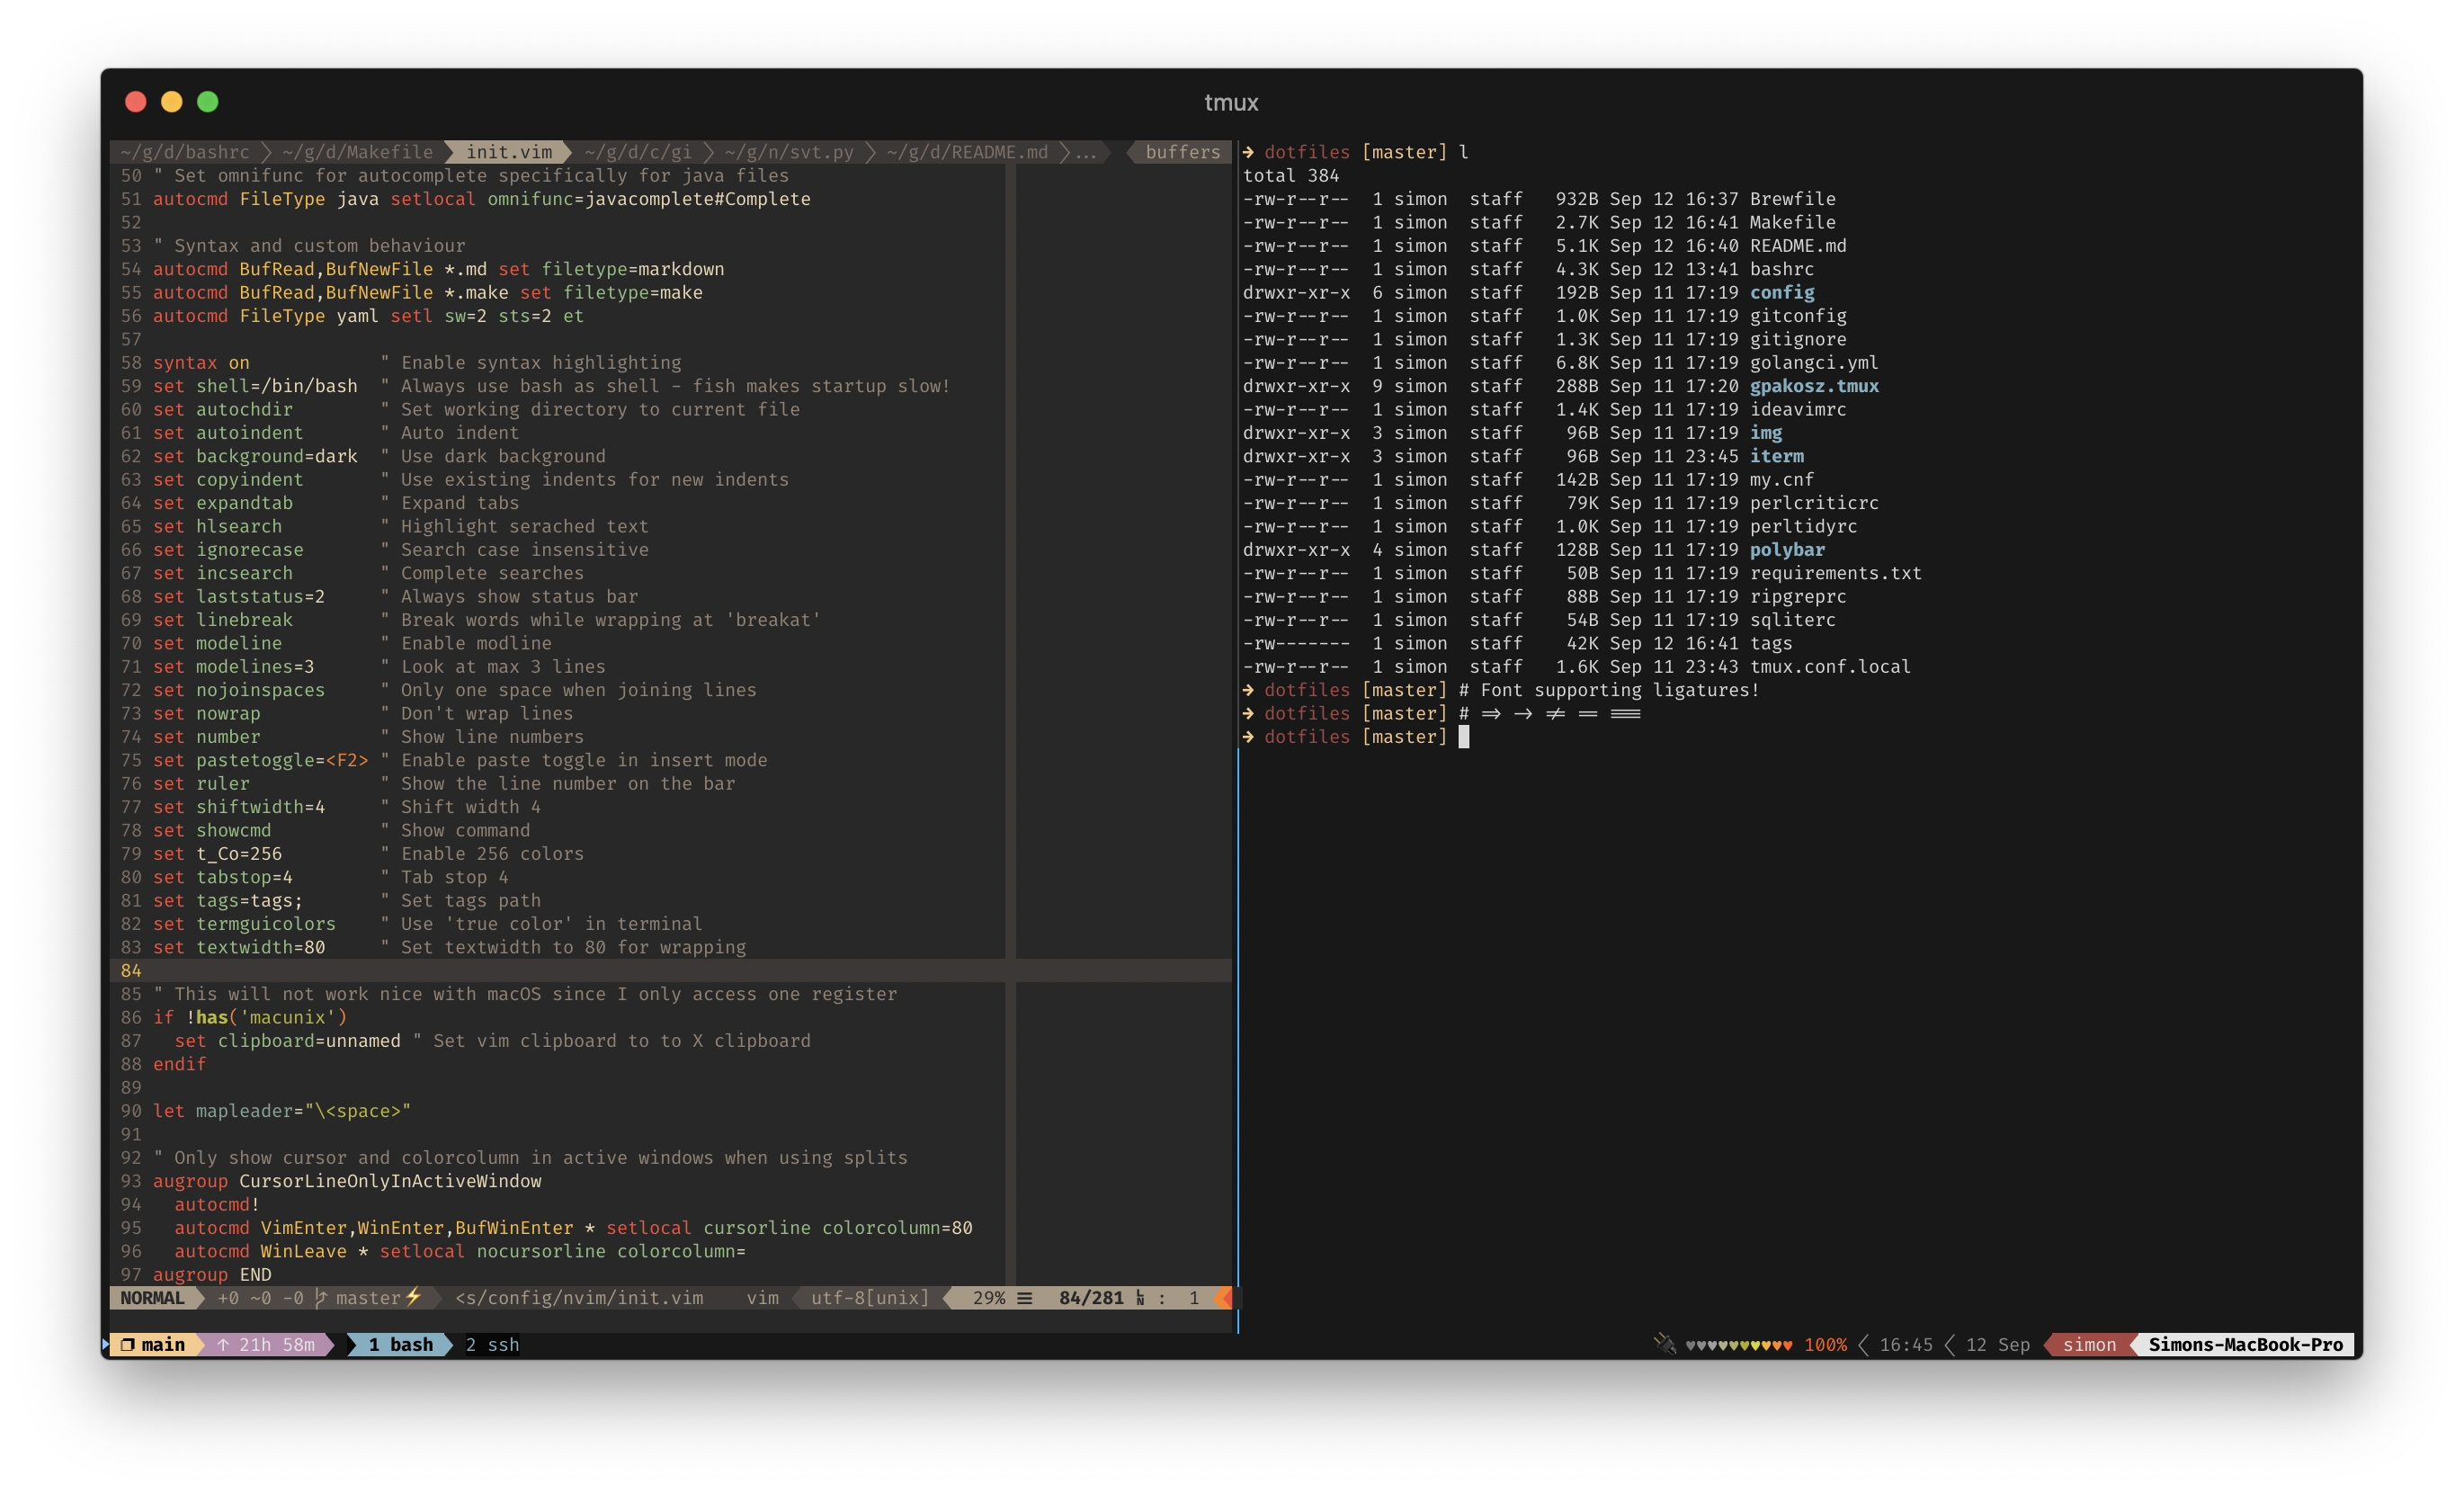 tmux
~/g/d/bashrc ~/g/d/Makefile init.vim ~/g/d/c/gi ~/g/n/svt.py ~/g/d/README.md ... buffers
50 " Set omnifunc for autocomplete specifically for java files
51 autocmd FileType java setlocal omnifunc=javacomplete#Complete
52
53 " Syntax and custom behaviour
54 autocmd BufRead,BufNewFile *.md set filetype=markdown
55 autocmd BufRead,BufNewFile *.make set filetype=make
56 autocmd FileType yaml setl sw=2 sts=2 et
57
58 syntax on            " Enable syntax highlighting
59 set shell=/bin/bash  " Always use bash as shell - fish makes startup slow!
60 set autochdir        " Set working directory to current file
61 set autoindent       " Auto indent
62 set background=dark  " Use dark background
63 set copyindent       " Use existing indents for new indents
64 set expandtab        " Expand tabs
65 set hlsearch         " Highlight serached text
66 set ignorecase       " Search case insensitive
67 set incsearch        " Complete searches
68 set laststatus=2     " Always show status bar
69 set linebreak        " Break words while wrapping at 'breakat'
70 set modeline         " Enable modline
71 set modelines=3      " Look at max 3 lines
72 set nojoinspaces     " Only one space when joining lines
73 set nowrap           " Don't wrap lines
74 set number           " Show line numbers
75 set pastetoggle=<F2> " Enable paste toggle in insert mode
76 set ruler            " Show the line number on the bar
77 set shiftwidth=4     " Shift width 4
78 set showcmd          " Show command
79 set t_Co=256         " Enable 256 colors
80 set tabstop=4        " Tab stop 4
81 set tags=tags;       " Set tags path
82 set termguicolors    " Use 'true color' in terminal
83 set textwidth=80     " Set textwidth to 80 for wrapping
84
85 " This will not work nice with macOS since I only access one register
86 if !has('macunix')
87   set clipboard=unnamed " Set vim clipboard to to X clipboard
88 endif
89
90 let mapleader="\<space>"
91
92 " Only show cursor and colorcolumn in active windows when using splits
93 augroup CursorLineOnlyInActiveWindow
94   autocmd!
95   autocmd VimEnter,WinEnter,BufWinEnter * setlocal cursorline colorcolumn=80
96   autocmd WinLeave * setlocal nocursorline colorcolumn=
97 augroup END
NORMAL +0 ~0 -0 master⚡ <s/config/nvim/init.vim vim utf-8[unix] 29% ☰ 84/281 : 1
➜ dotfiles [master] l
total 384
-rw-r--r--  1 simon  staff   932B Sep 12 16:37 Brewfile
-rw-r--r--  1 simon  staff   2.7K Sep 12 16:41 Makefile
-rw-r--r--  1 simon  staff   5.1K Sep 12 16:40 README.md
-rw-r--r--  1 simon  staff   4.3K Sep 12 13:41 bashrc
drwxr-xr-x  6 simon  staff   192B Sep 11 17:19 config
-rw-r--r--  1 simon  staff   1.0K Sep 11 17:19 gitconfig
-rw-r--r--  1 simon  staff   1.3K Sep 11 17:19 gitignore
-rw-r--r--  1 simon  staff   6.8K Sep 11 17:19 golangci.yml
drwxr-xr-x  9 simon  staff   288B Sep 11 17:20 gpakosz.tmux
-rw-r--r--  1 simon  staff   1.4K Sep 11 17:19 ideavimrc
drwxr-xr-x  3 simon  staff    96B Sep 11 17:19 img
drwxr-xr-x  3 simon  staff    96B Sep 11 23:45 iterm
-rw-r--r--  1 simon  staff   142B Sep 11 17:19 my.cnf
-rw-r--r--  1 simon  staff    79K Sep 11 17:19 perlcriticrc
-rw-r--r--  1 simon  staff   1.0K Sep 11 17:19 perltidyrc
drwxr-xr-x  4 simon  staff   128B Sep 11 17:19 polybar
-rw-r--r--  1 simon  staff    50B Sep 11 17:19 requirements.txt
-rw-r--r--  1 simon  staff    88B Sep 11 17:19 ripgreprc
-rw-r--r--  1 simon  staff    54B Sep 11 17:19 sqliterc
-rw-------  1 simon  staff    42K Sep 12 16:41 tags
-rw-r--r--  1 simon  staff   1.6K Sep 11 23:43 tmux.conf.local
➜ dotfiles [master] # Font supporting ligatures!
➜ dotfiles [master] # => -> != == ===
➜ dotfiles [master]
❐ main ↑ 21h 58m 1 bash 2 ssh ♥♥♥♥♥♥♥♥♥♥ 100% 16:45 12 Sep simon Simons-MacBook-Pro